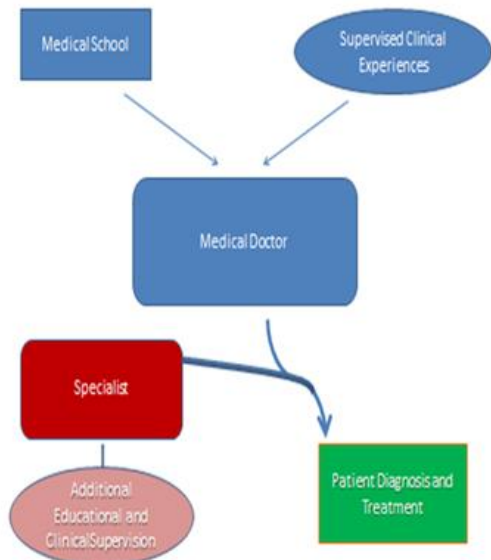 Medical School
Supervised Clinical
Experiences
Medical Doctor
Specialist
Additional
Educational and
ClinicalSupervision
Patient Diagnosis and
Treatment